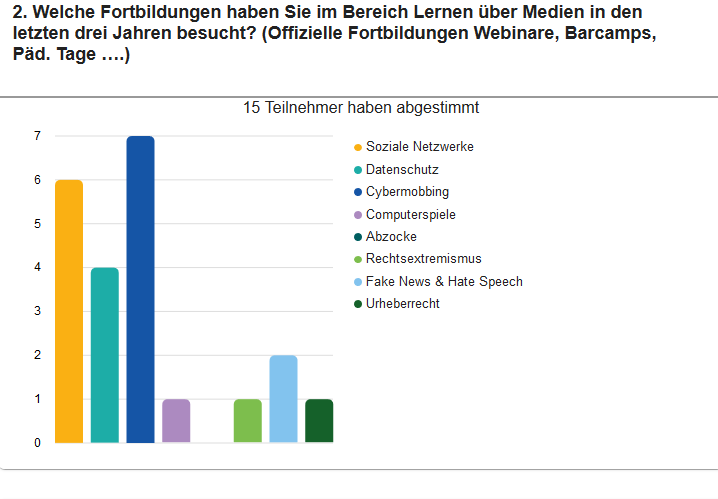 2. Welche Fortbildungen haben Sie im Bereich Lernen über Medien in den
letzten drei Jahren besucht? (Offizielle Fortbildungen Webinare, Barcamps,
Päd. Tage ….)
15 Teilnehmer haben abgestimmt
7
6
5
4
3
2
1
0
Soziale Netzwerke
Datenschutz
Cybermobbing
Computerspiele
Abzocke
Rechtsextremismus
Fake News & Hate Speech
Urheberrecht